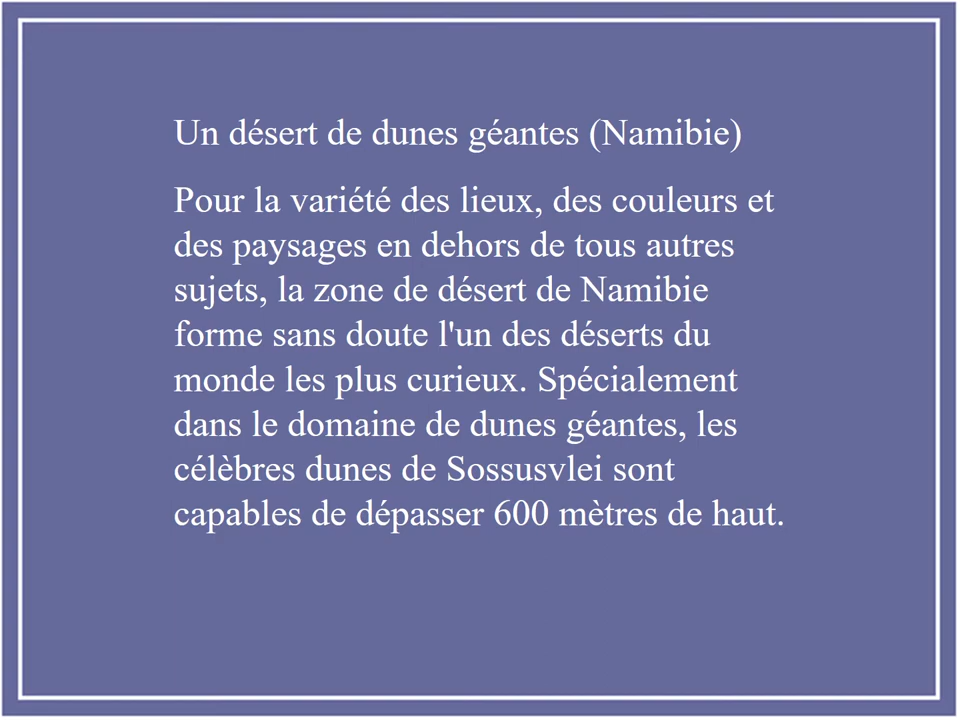 Un désert de dunes géantes (Namibie)
Pour la variété des lieux, des couleurs et
des paysages en dehors de tous autres
sujets, la zone de désert de Namibie
forme sans doute l'un des déserts du
monde les plus curieux. Spécialement
dans le domaine de dunes géantes, les
célèbres dunes de Sossusvlei sont
capables de dépasser 600 mètres de haut.